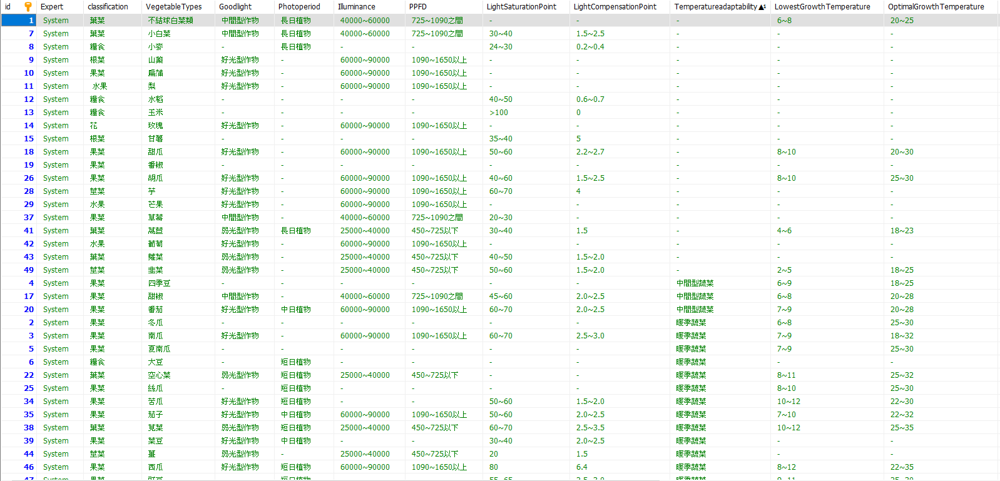 id Expert classification VegetableTypes Goodlight Photoperiod Illuminance PPFD LightSaturationPoint LightCompensationPoint Temperatureadaptability ▲1 LowestGrowthTemperature OptimalGrowthTemperature
1 System 葉菜 不結球白菜類 中間型作物 長日植物 40000~60000 725~1090之間 - - - 6~8 20~25
7 System 葉菜 小白菜 中間型作物 長日植物 40000~60000 725~1090之間 30~40 1.5~2.5 - - -
8 System 糧食 小麥 - 長日植物 - - 24~30 0.2~0.4 - - -
9 System 根菜 山藥 好光型作物 - 60000~90000 1090~1650以上 - - - - -
10 System 果菜 扁蒲 好光型作物 - 60000~90000 1090~1650以上 - - - - -
11 System 水果 梨 好光型作物 - 60000~90000 1090~1650以上 - - - - -
12 System 糧食 水稻 - - - - 40~50 0.6~0.7 - - -
13 System 糧食 玉米 - - - - >100 0 - - -
14 System 花 玫瑰 好光型作物 - 60000~90000 1090~1650以上 - - - - -
15 System 根菜 甘薯 - - - - 35~40 5 - - -
18 System 果菜 甜瓜 好光型作物 - 60000~90000 1090~1650以上 50~60 2.2~2.7 - 8~10 20~30
19 System 果菜 番椒 - - - - - - - - -
26 System 果菜 胡瓜 好光型作物 - 60000~90000 1090~1650以上 40~60 1.5~2.5 - 8~10 25~30
28 System 莖菜 芋 好光型作物 - 60000~90000 1090~1650以上 60~70 4 - - -
29 System 水果 芒果 好光型作物 - 60000~90000 1090~1650以上 - - - - -
37 System 果菜 草莓 中間型作物 - 40000~60000 725~1090之間 20~30 - - - -
41 System 葉菜 萵苣 弱光型作物 長日植物 25000~40000 450~725以下 30~40 1.5 - 4~6 18~23
42 System 水果 葡萄 好光型作物 - 60000~90000 1090~1650以上 - - - - -
43 System 葉菜 蕹菜 弱光型作物 - 25000~40000 450~725以下 40~50 1.5~2.0 - - -
49 System 莖菜 韭菜 弱光型作物 - 25000~40000 450~725以下 50~60 1.5~2.0 - 2~5 18~25
4 System 果菜 四季豆 - - - - - - 中間型蔬菜 6~9 18~25
17 System 果菜 甜椒 中間型作物 - 40000~60000 725~1090之間 45~60 2.0~2.5 中間型蔬菜 6~8 20~28
20 System 果菜 番茄 好光型作物 中日植物 60000~90000 1090~1650以上 60~70 2.0~2.5 中間型蔬菜 7~9 20~28
2 System 果菜 冬瓜 - - - - - - 暖季蔬菜 6~8 25~30
3 System 果菜 南瓜 好光型作物 - 60000~90000 1090~1650以上 60~70 2.5~3.0 暖季蔬菜 7~9 18~32
5 System 果菜 夏南瓜 - - - - - - 暖季蔬菜 7~9 25~30
6 System 糧食 大豆 - 短日植物 - - - - 暖季蔬菜 - -
22 System 葉菜 空心菜 弱光型作物 短日植物 25000~40000 450~725以下 - - 暖季蔬菜 8~11 25~32
25 System 果菜 絲瓜 - 短日植物 - - - - 暖季蔬菜 8~10 25~30
34 System 果菜 苦瓜 好光型作物 短日植物 - - 50~60 1.5~2.0 暖季蔬菜 10~12 22~30
35 System 果菜 茄子 好光型作物 中日植物 60000~90000 1090~1650以上 50~60 2.0~2.5 暖季蔬菜 7~10 22~32
38 System 葉菜 莧菜 弱光型作物 短日植物 25000~40000 450~725以下 60~70 2.5~3.5 暖季蔬菜 10~12 25~35
39 System 果菜 菜豆 好光型作物 中日植物 - - 30~40 2.0~2.5 暖季蔬菜 - -
44 System 莖菜 薑 弱光型作物 - 25000~40000 450~725以下 20 1.5 暖季蔬菜 - -
46 System 果菜 西瓜 好光型作物 短日植物 60000~90000 1090~1650以上 80 6.4 暖季蔬菜 8~12 22~35
47 System 果菜 豇豆 - 短日植物 - - 55~65 2.5~3.0 暖季蔬菜 9~11 25~30